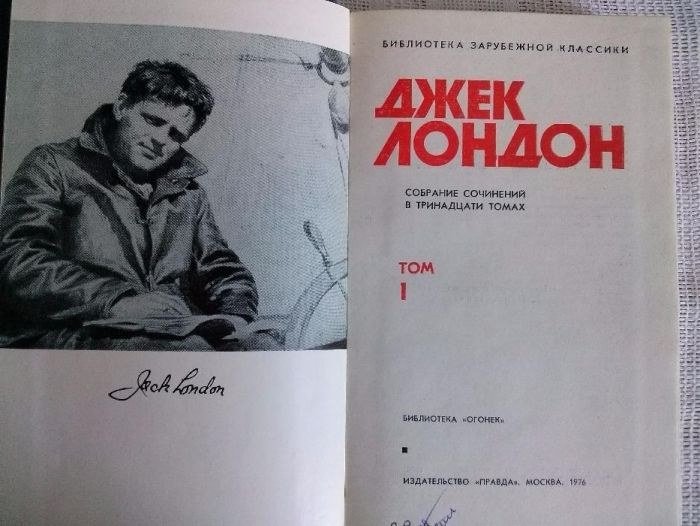 Jack London
БИБЛИОТЕКА ЗАРУБЕЖНОЙ КЛАССИКИ
ДЖЕК
ЛОНДОН
СОБРАНИЕ СОЧИНЕНИЙ
В ТРИНАДЦАТИ ТОМАХ
ТОМ
1
БИБЛИОТЕКА «ОГОНЕК»
ИЗДАТЕЛЬСТВО «ПРАВДА». МОСКВА. 1976